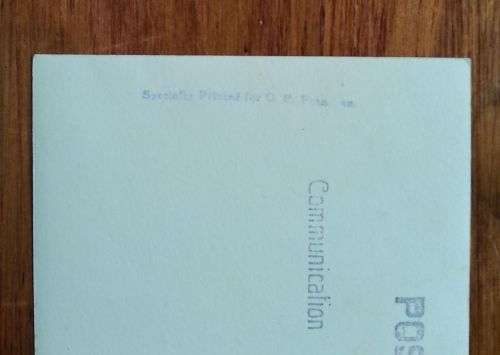 Specially Printed for O. P.
Communication
POS